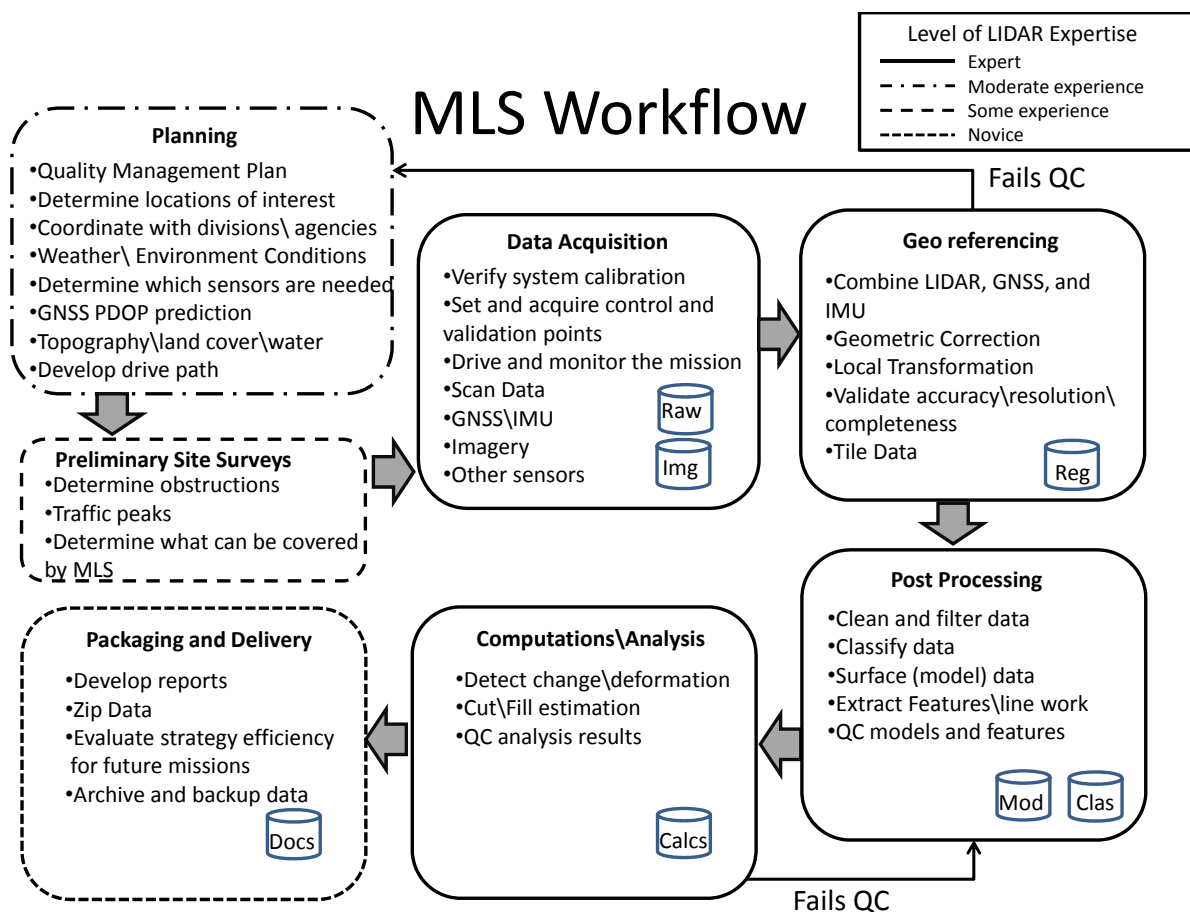 MLS Workflow
Level of LIDAR Expertise
Expert
Moderate experience
Some experience
Novice
Planning
•Quality Management Plan
•Determine locations of interest
•Coordinate with divisions\ agencies
•Weather\ Environment Conditions
•Determine which sensors are needed
•GNSS PDOP prediction
•Topography\land cover\water
•Develop drive path
Fails QC
Preliminary Site Surveys
•Determine obstructions
•Traffic peaks
•Determine what can be covered
by MLS
Data Acquisition
•Verify system calibration
•Set and acquire control and
validation points
•Drive and monitor the mission
•Scan Data
•GNSS\IMU
•Imagery
•Other sensors
Raw
Img
Geo referencing
•Combine LIDAR, GNSS, and
IMU
•Geometric Correction
•Local Transformation
•Validate accuracy\resolution\
completeness
•Tile Data
Reg
Post Processing
•Clean and filter data
•Classify data
•Surface (model) data
•Extract Features\line work
•QC models and features
Mod
Clas
Computations\Analysis
•Detect change\deformation
•Cut\Fill estimation
•QC analysis results
Calcs
Fails QC
Packaging and Delivery
•Develop reports
•Zip Data
•Evaluate strategy efficiency
for future missions
•Archive and backup data
Docs